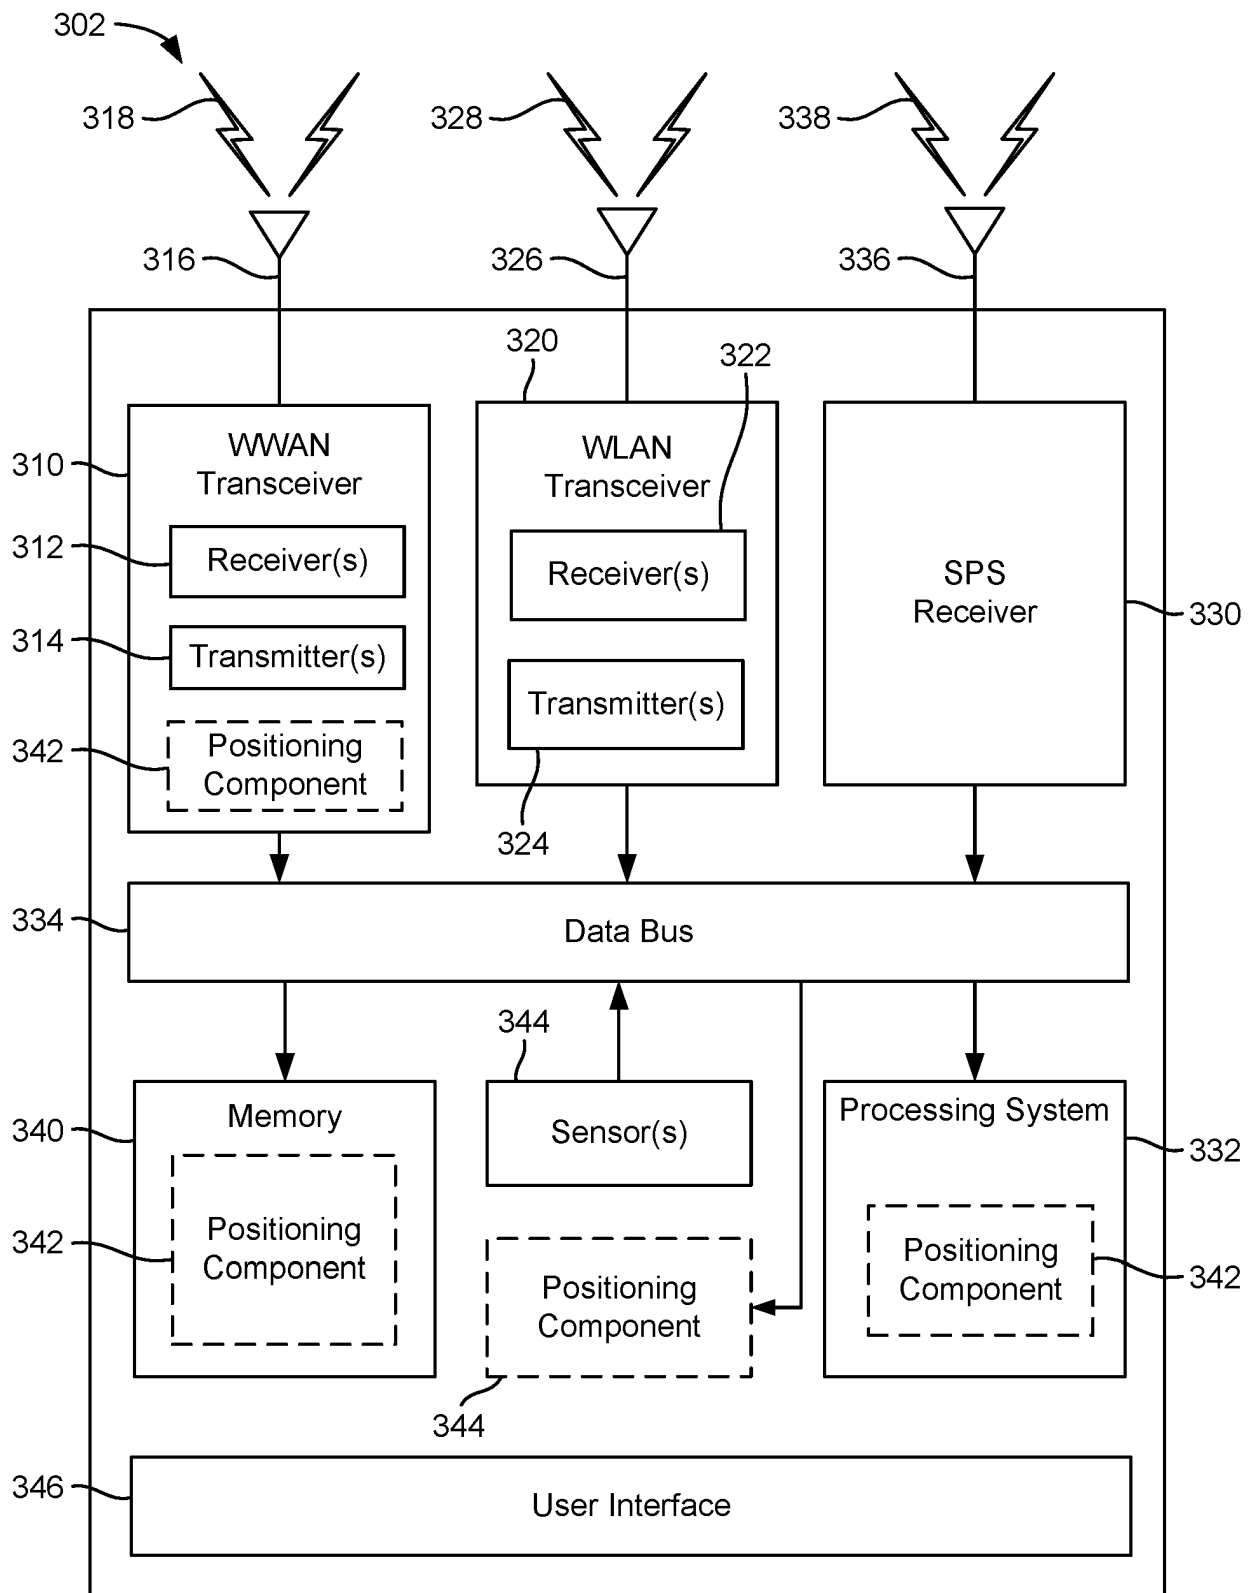 302
318
328
338
316
326
336
320
322
WWAN
Transceiver
WLAN
Transceiver
310
312
Receiver(s)
Receiver(s)
SPS
Receiver
330
314
Transmitter(s)
Transmitter(s)
342
Positioning
Component
324
334
Data Bus
344
Memory
Sensor(s)
Processing System
340
332
342
Positioning
Component
Positioning
Component
Positioning
Component
342
344
346
User Interface